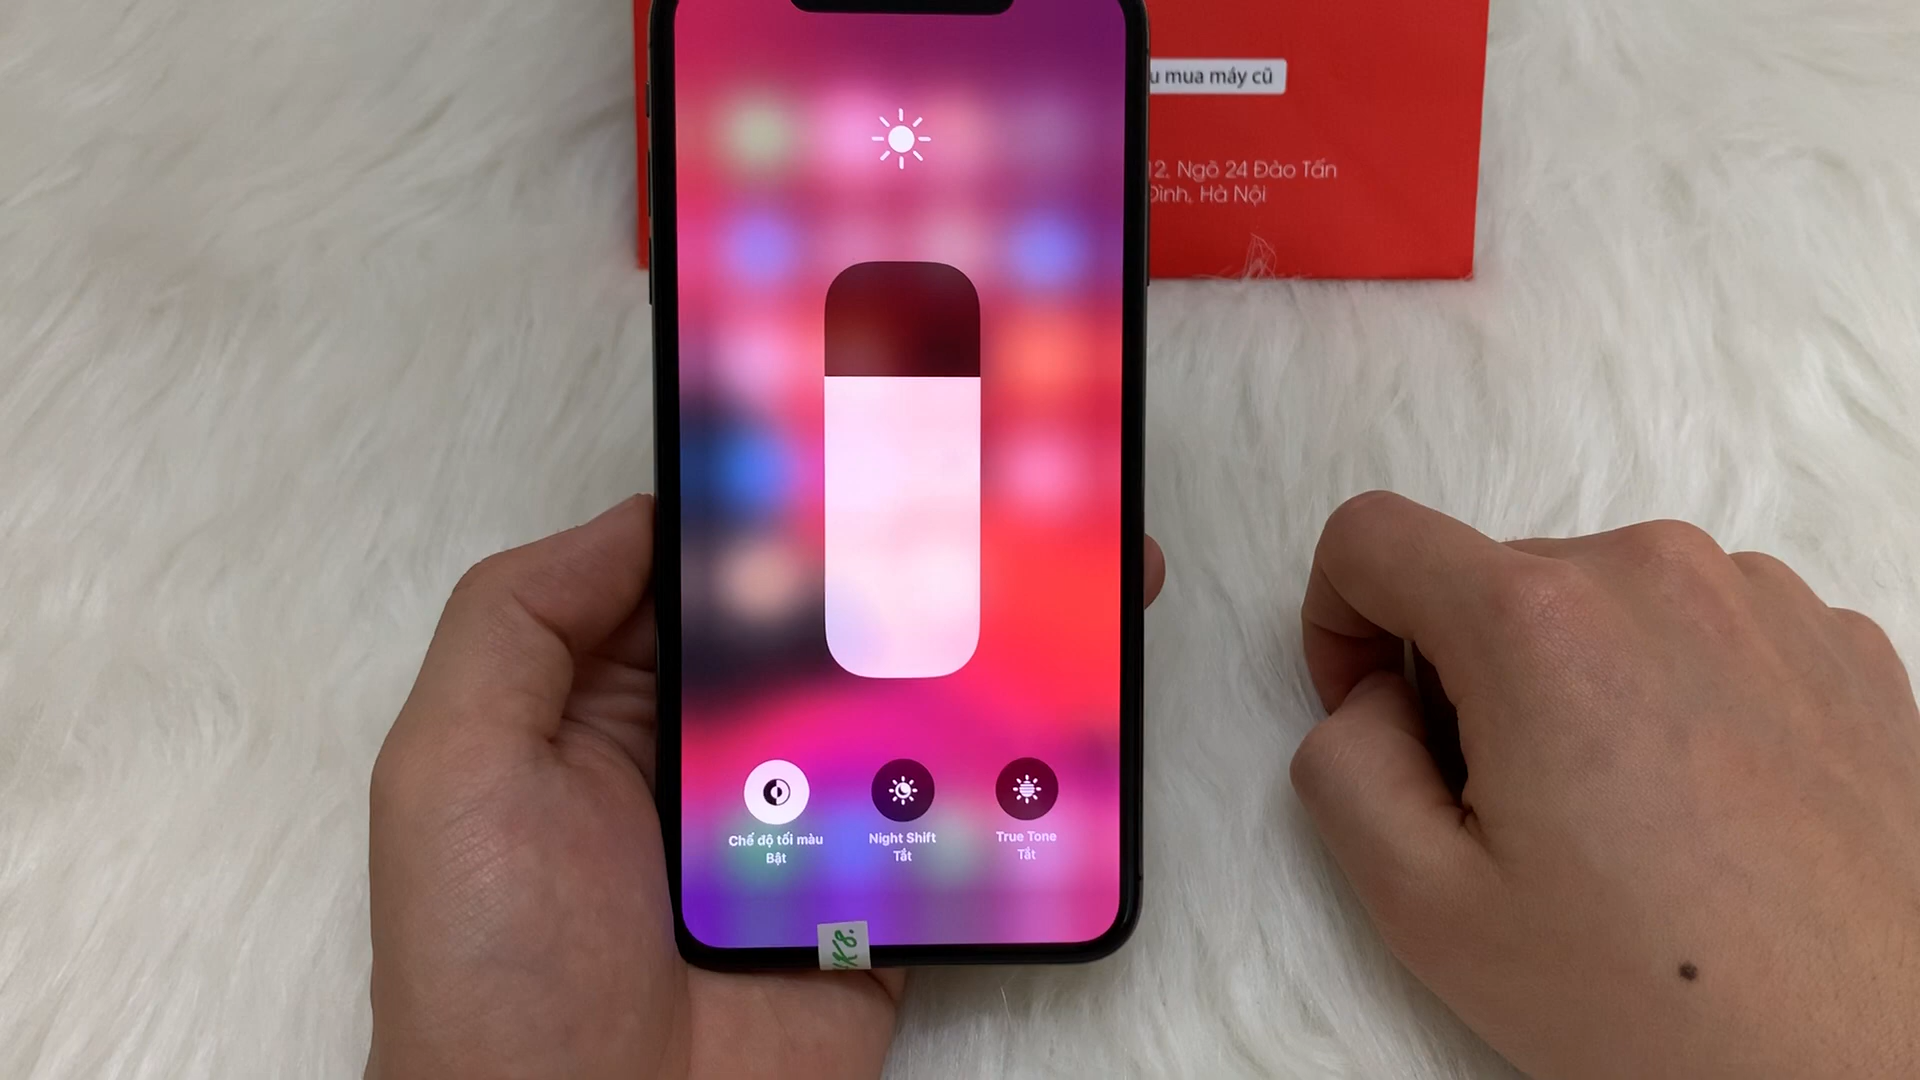 u mua máy cũ
12, Ngõ 24 Đào Tấn
Đình, Hà Nội
Chế độ tối màu
Bật
Night Shift
Tắt
True Tone
Tắt
1K8.